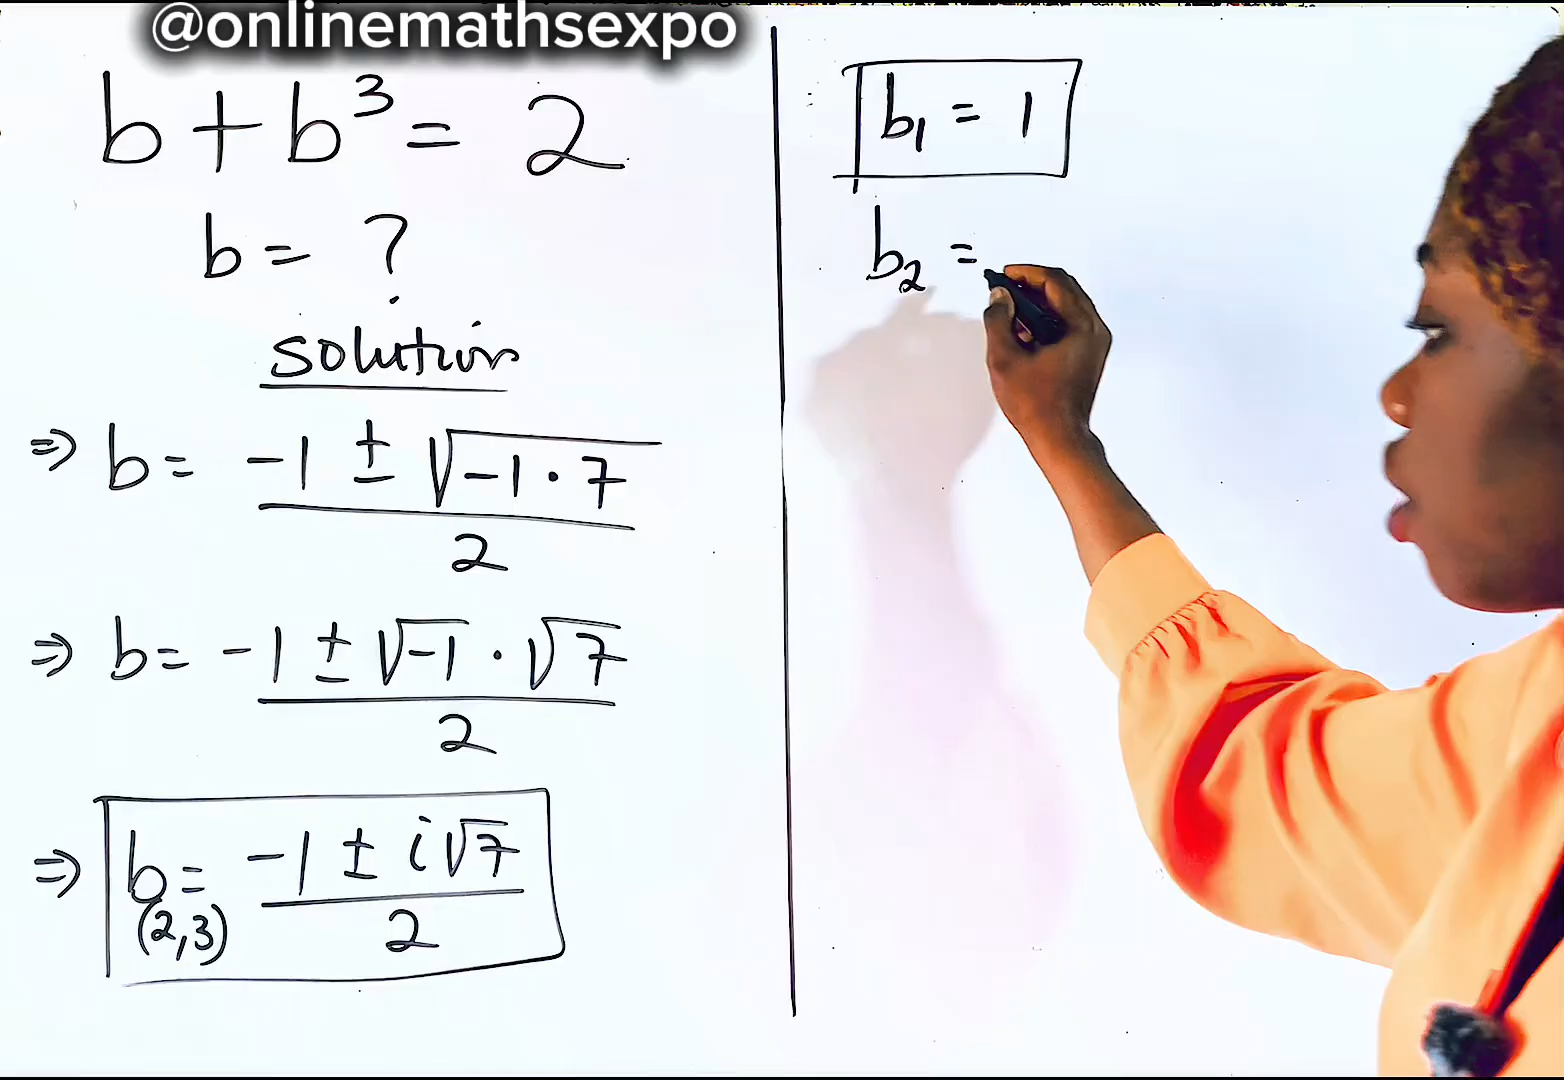 @onlinemathsexpo
b + b³ = 2
b = ?
solution
⇒ b = (-1 ± √(-1 · 7))/2
⇒ b = (-1 ± √-1 · √7)/2
⇒ b(2,3) = (-1 ± i√7)/2
b₁ = 1
b₂ =